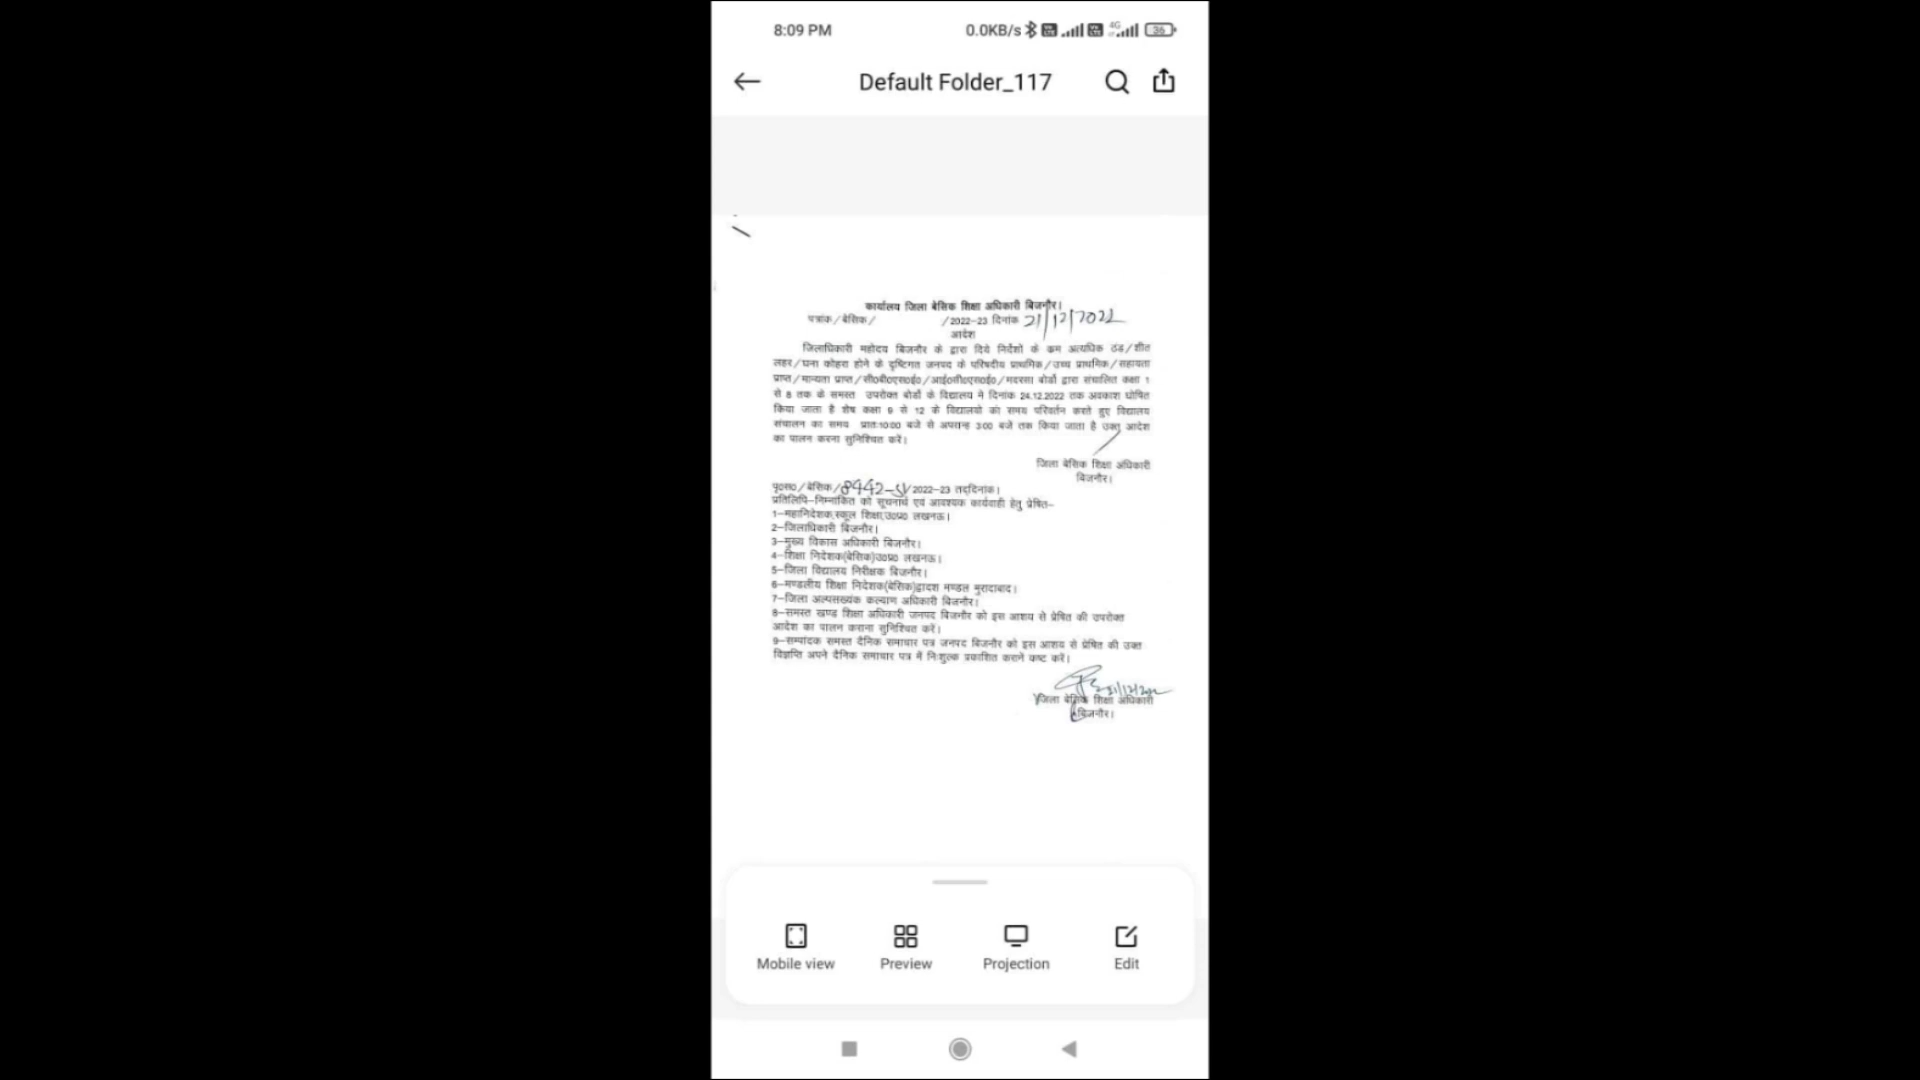 8:09 PM
0.0KB/s 4G 36
Default Folder_117
कार्यालय जिला बेसिक शिक्षा अधिकारी बिजनौर।
पत्रांक/बेसिक/ /2022-23 दिनांक 21/12/2022
आदेश
जिलाधिकारी महोदय बिजनौर के द्वारा दिये निर्देशों के कम अत्यधिक ठंड/शीत
लहर/घना कोहरा होने के दृष्टिगत जनपद के परिषदीय प्राथमिक/उच्च प्राथमिक/सहायता
प्राप्त/मान्यता प्राप्त/सी0बी0एस0ई0/आई0सी0एस0ई0/मदरसा बोर्डो द्वारा संचालित कक्षा 1
से 8 तक के समस्त उपरोक्त बोर्डो के विद्यालय मे दिनांक 24.12.2022 तक अवकाश घोषित
किया जाता है शेष कक्षा 9 से 12 के विद्यालयो का समय परिवर्तन करते हुए विद्यालय
संचालन का समय प्रातः10:00 बजे से अपरान्ह 3:00 बजे तक किया जाता है उक्त आदेश
का पालन करना सुनिश्चित करें।
जिला बेसिक शिक्षा अधिकारी
बिजनौर।
पृ0स0/बेसिक/8442-51/2022-23 तद्दिनांक।
प्रतिलिपि-निम्नांकित को सूचनार्थ एवं आवश्यक कार्यवाही हेतु प्रेषित-
1-महानिदेशक,स्कूल शिक्षा,उ0प्र0 लखनऊ।
2-जिलाधिकारी बिजनौर।
3-मुख्य विकास अधिकारी बिजनौर।
4-शिक्षा निदेशक(बेसिक)उ0प्र0 लखनऊ।
5-जिला विद्यालय निरीक्षक बिजनौर।
6-मण्डलीय शिक्षा निदेशक(बेसिक)द्वादश मण्डल मुरादाबाद।
7-जिला अल्पसख्यंक कल्याण अधिकारी बिजनौर।
8-समस्त खण्ड शिक्षा अधिकारी जनपद बिजनौर को इस आशय से प्रेषित की उपरोक्त
आदेश का पालन कराना सुनिश्चित करें।
9-सम्पादक समस्त दैनिक समाचार पत्र जनपद बिजनौर को इस आशय से प्रेषित की उक्त
विज्ञप्ति अपने दैनिक समाचार पत्र में निःशुल्क प्रकाशित कराने कष्ट करें।
21/12/2022
जिला बेसिक शिक्षा अधिकारी
बिजनौर।
Mobile view
Preview
Projection
Edit